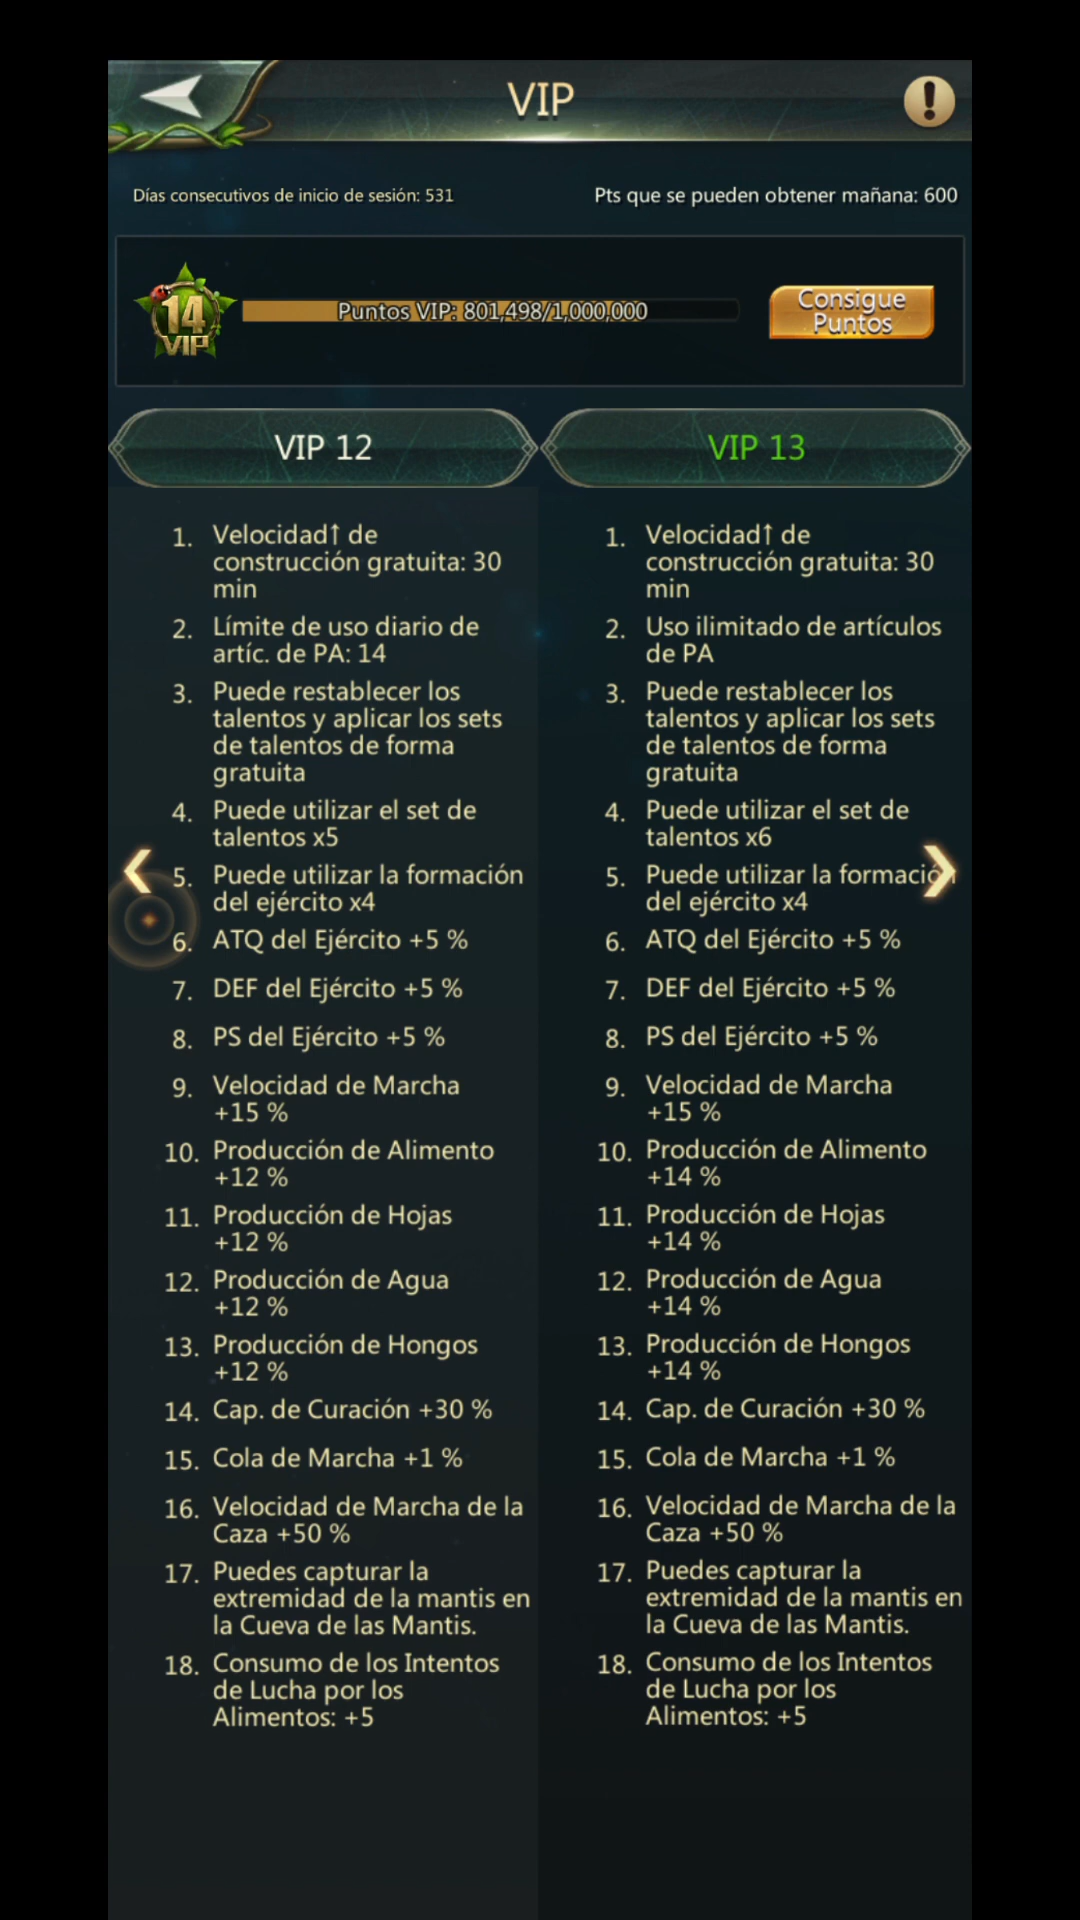 VIP
Días consecutivos de inicio de sesión: 531
Pts que se pueden obtener mañana: 600
14
VIP
Puntos VIP: 801,498/1,000,000
Consigue
Puntos
VIP 12
1. Velocidad↑ de
construcción gratuita: 30
min
2. Límite de uso diario de
artíc. de PA: 14
3. Puede restablecer los
talentos y aplicar los sets
de talentos de forma
gratuita
4. Puede utilizar el set de
talentos x5
5. Puede utilizar la formación
del ejército x4
6. ATQ del Ejército +5 %
7. DEF del Ejército +5 %
8. PS del Ejército +5 %
9. Velocidad de Marcha
+15 %
10. Producción de Alimento
+12 %
11. Producción de Hojas
+12 %
12. Producción de Agua
+12 %
13. Producción de Hongos
+12 %
14. Cap. de Curación +30 %
15. Cola de Marcha +1 %
16. Velocidad de Marcha de la
Caza +50 %
17. Puedes capturar la
extremidad de la mantis en
la Cueva de las Mantis.
18. Consumo de los Intentos
de Lucha por los
Alimentos: +5
VIP 13
1. Velocidad↑ de
construcción gratuita: 30
min
2. Uso ilimitado de artículos
de PA
3. Puede restablecer los
talentos y aplicar los sets
de talentos de forma
gratuita
4. Puede utilizar el set de
talentos x6
5. Puede utilizar la formación
del ejército x4
6. ATQ del Ejército +5 %
7. DEF del Ejército +5 %
8. PS del Ejército +5 %
9. Velocidad de Marcha
+15 %
10. Producción de Alimento
+14 %
11. Producción de Hojas
+14 %
12. Producción de Agua
+14 %
13. Producción de Hongos
+14 %
14. Cap. de Curación +30 %
15. Cola de Marcha +1 %
16. Velocidad de Marcha de la
Caza +50 %
17. Puedes capturar la
extremidad de la mantis en
la Cueva de las Mantis.
18. Consumo de los Intentos
de Lucha por los
Alimentos: +5